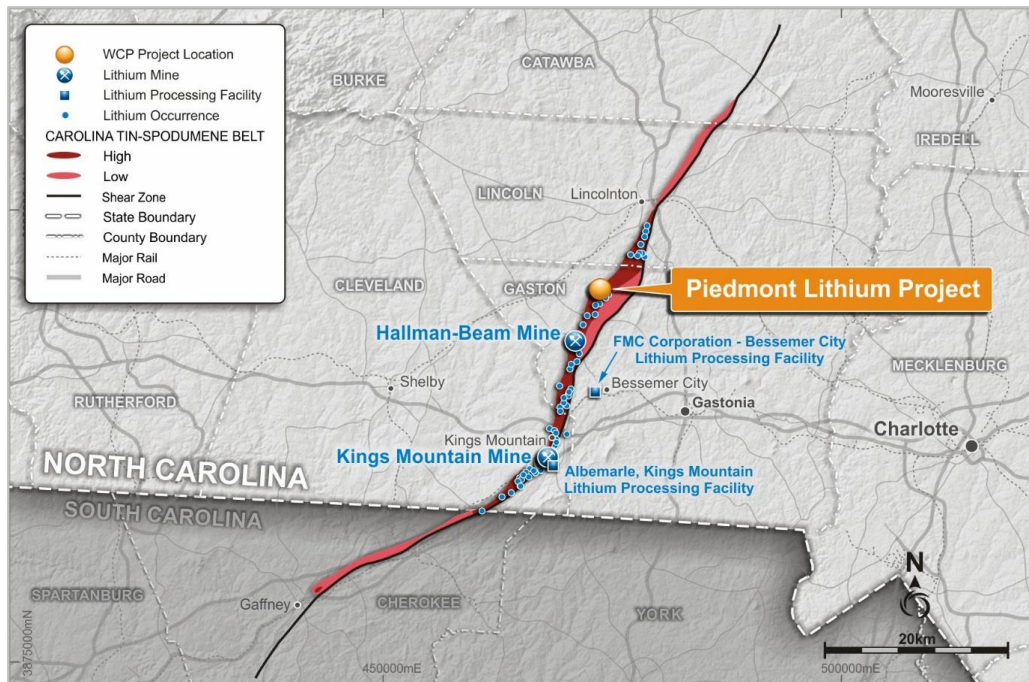 WCP Project Location
Lithium Mine
Lithium Processing Facility
Lithium Occurrence
CAROLINA TIN-SPODUMENE BELT
High
Low
Shear Zone
State Boundary
County Boundary
Major Rail
Major Road
BURKE
CATAWBA
Mooresville
IREDELL
LINCOLN
Lincolnton
CLEVELAND
GASTON
Piedmont Lithium Project
Hallman-Beam Mine
FMC Corporation - Bessemer City
Lithium Processing Facility
MECKLENBURG
Shelby
Bessemer City
RUTHERFORD
Gastonia
Charlotte
Kings Mountain
Kings Mountain Mine
NORTH CAROLINA
Albemarle, Kings Mountain
Lithium Processing Facility
SOUTH CAROLINA
SPARTANBURG
Gaffney
CHEROKEE
YORK
N
20km
3875000mN
450000mE
500000mE